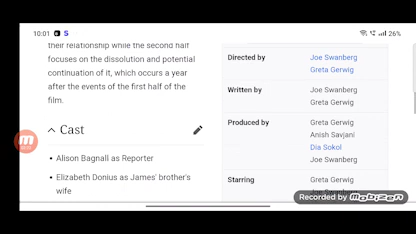 10:01 S 26%
their relationship while the second half
focuses on the dissolution and potential
continuation of it, which occurs a year
after the events of the first half of the
film.
Cast
• Alison Bagnall as Reporter
• Elizabeth Donius as James' brother's
wife
Directed by Joe Swanberg
Greta Gerwig
Written by Joe Swanberg
Greta Gerwig
Produced by Greta Gerwig
Anish Savjani
Dia Sokol
Joe Swanberg
Starring Greta Gerwig
Joe Swanberg
Recorded by mobizen